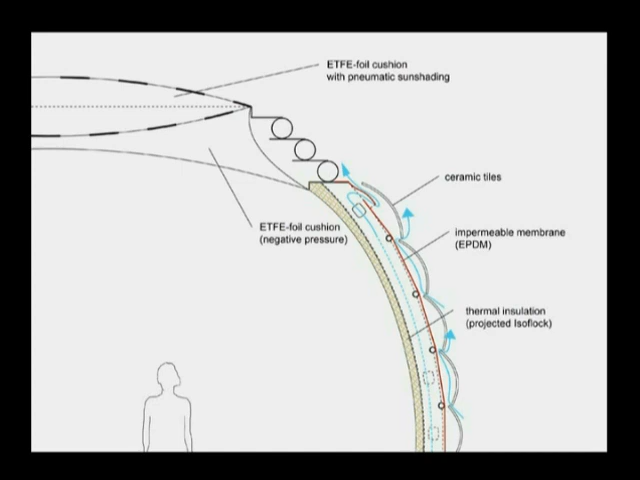 ETFE-foil cushion
with pneumatic sunshading
ceramic tiles
ETFE-foil cushion
(negative pressure)
impermeable membrane
(EPDM)
thermal insulation
(projected Isoflock)